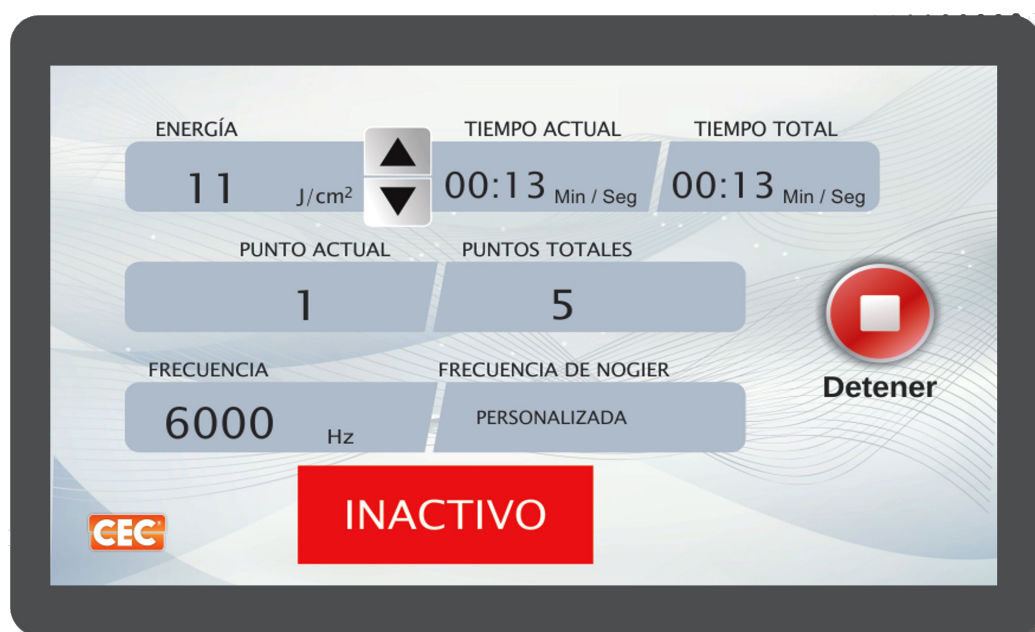 ENERGÍA TIEMPO ACTUAL TIEMPO TOTAL
11 J/cm² 00:13 Min / Seg 00:13 Min / Seg
PUNTO ACTUAL PUNTOS TOTALES
1 5
FRECUENCIA FRECUENCIA DE NOGIER
6000 Hz PERSONALIZADA
Detener
INACTIVO
CEC